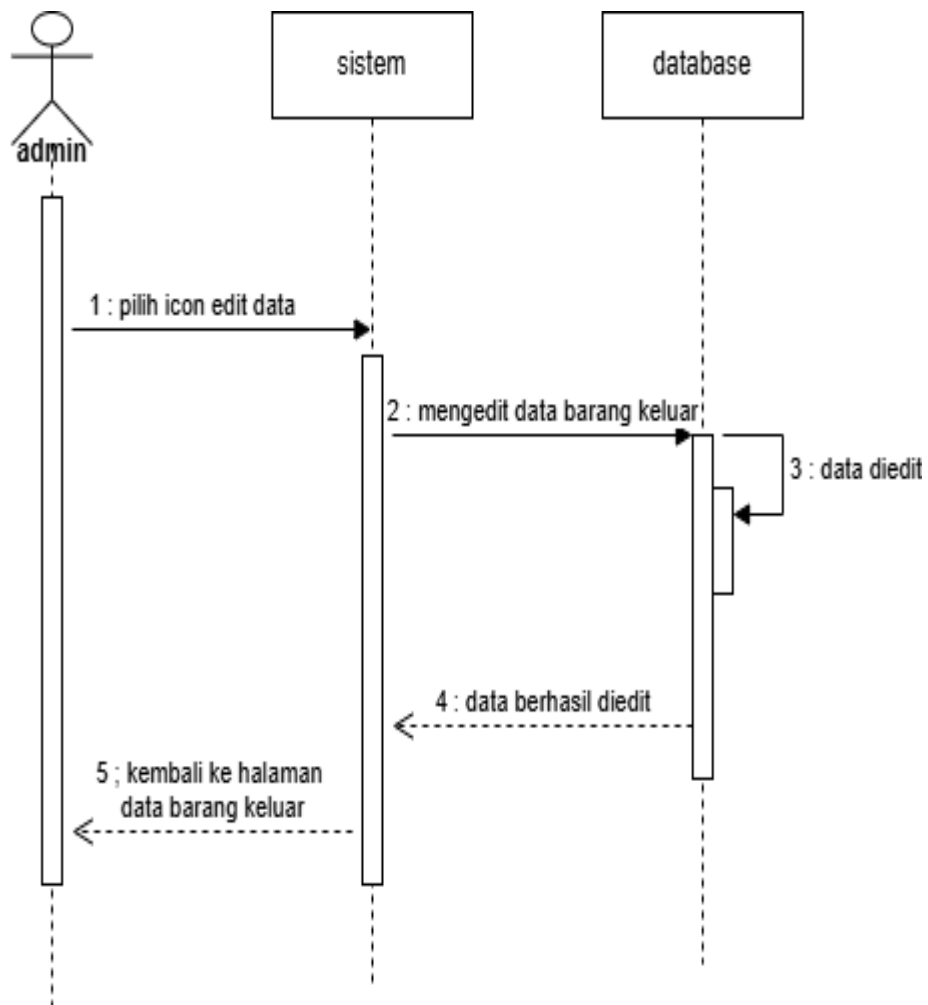 sistem
database
admin
1 : pilih icon edit data
2 : mengedit data barang keluar
3 : data diedit
4 : data berhasil diedit
5 ; kembali ke halaman
data barang keluar